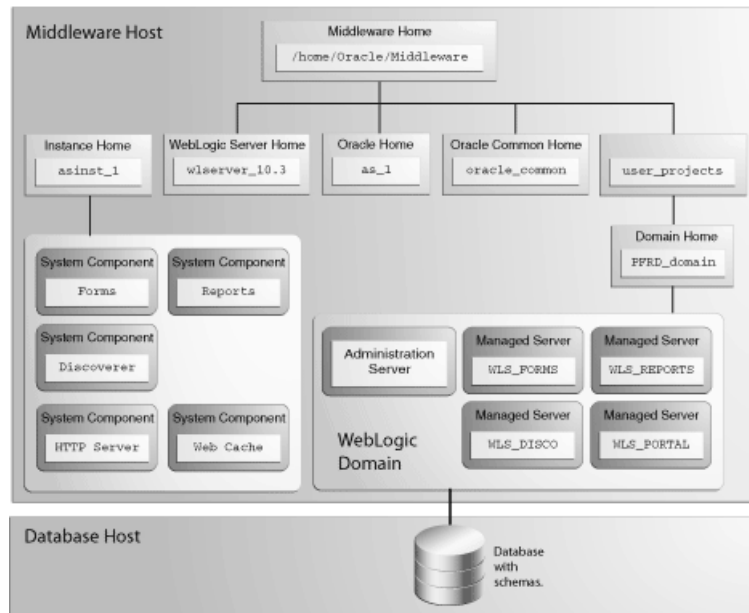 Middleware Host
Middleware Home
/home/Oracle/Middleware
Instance Home
asinst_1
WebLogic Server Home
wlserver_10.3
Oracle Home
as_1
Oracle Common Home
oracle_common
user_projects
Domain Home
PFRD_domain
System Component
Forms
System Component
Reports
System Component
Discoverer
System Component
HTTP Server
System Component
Web Cache
Administration
Server
Managed Server
WLS_FORMS
Managed Server
WLS_REPORTS
Managed Server
WLS_DISCO
Managed Server
WLS_PORTAL
WebLogic
Domain
Database Host
Database
with
schemas.